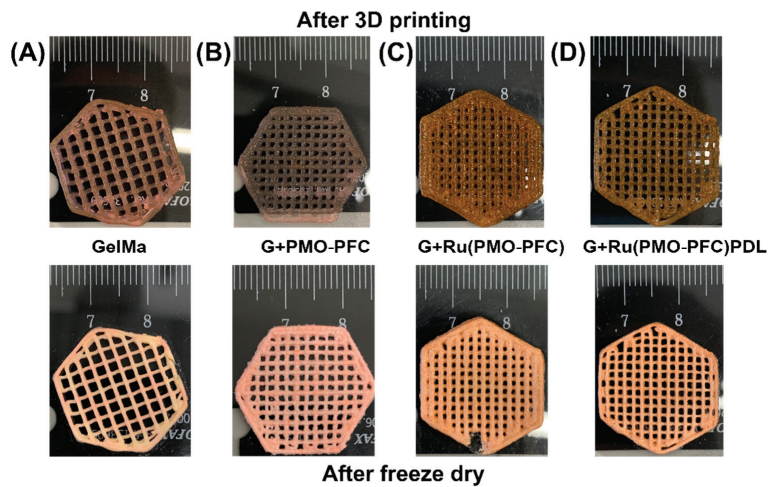 After 3D printing
(A) (B) (C) (D)
7 8 7 8 7 8 7 8
GelMa G+PMO-PFC G+Ru(PMO-PFC) G+Ru(PMO-PFC)PDL
7 8 7 8 7 8 7 8
After freeze dry